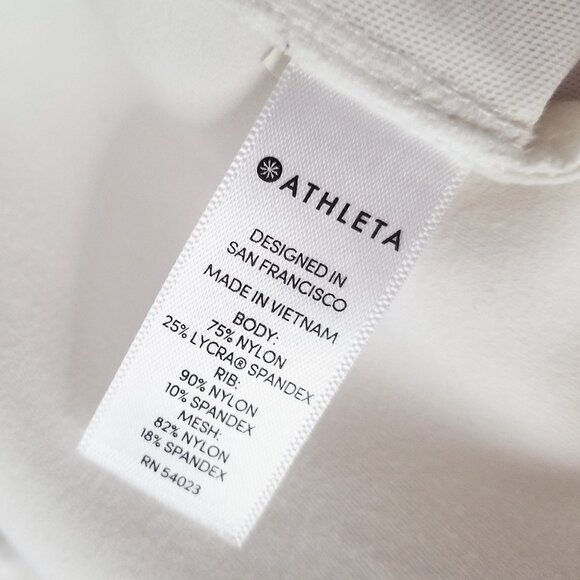 ATHLETA
DESIGNED IN
SAN FRANCISCO
MADE IN VIETNAM
BODY:
75% NYLON
25% LYCRA® SPANDEX
RIB:
90% NYLON
10% SPANDEX
MESH:
82% NYLON
18% SPANDEX
RN 54023